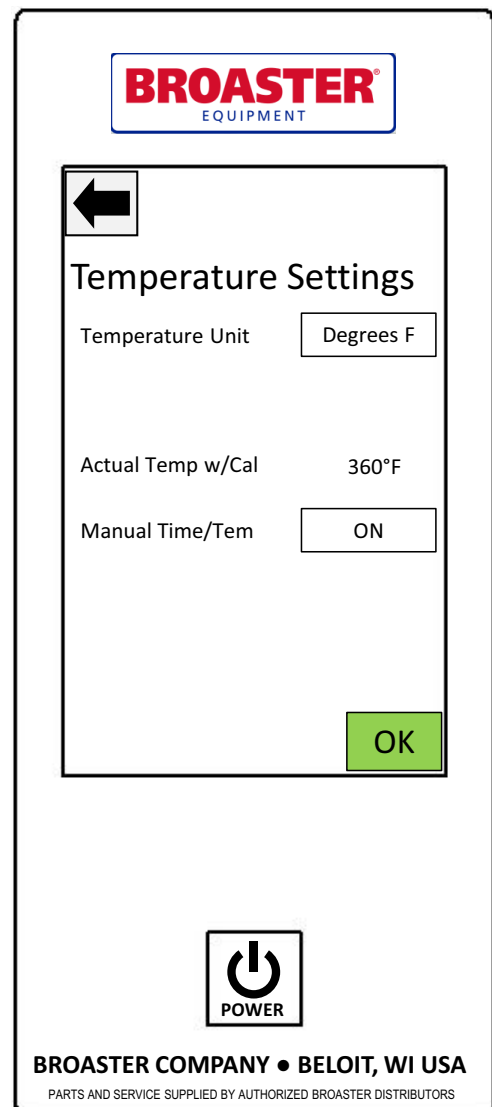 BROASTER®
EQUIPMENT
Temperature Settings
Temperature Unit Degrees F
Actual Temp w/Cal 360°F
Manual Time/Tem ON
OK
POWER
BROASTER COMPANY ● BELOIT, WI USA
PARTS AND SERVICE SUPPLIED BY AUTHORIZED BROASTER DISTRIBUTORS